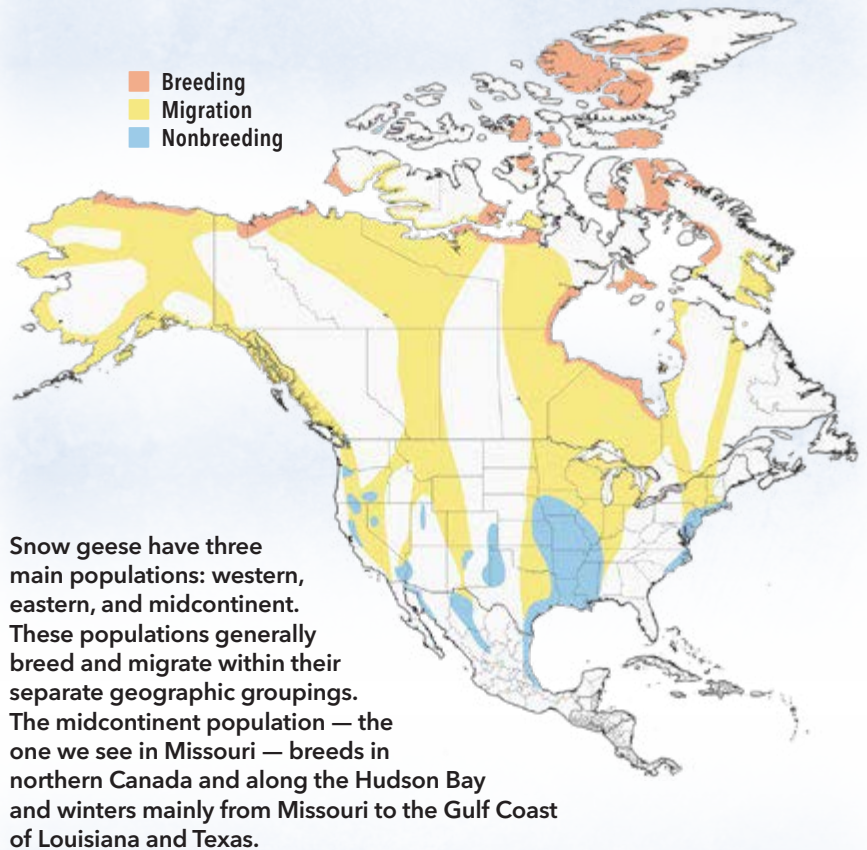 Breeding
Migration
Nonbreeding
Snow geese have three
main populations: western,
eastern, and midcontinent.
These populations generally
breed and migrate within their
separate geographic groupings.
The midcontinent population — the
one we see in Missouri — breeds in
northern Canada and along the Hudson Bay
and winters mainly from Missouri to the Gulf Coast
of Louisiana and Texas.